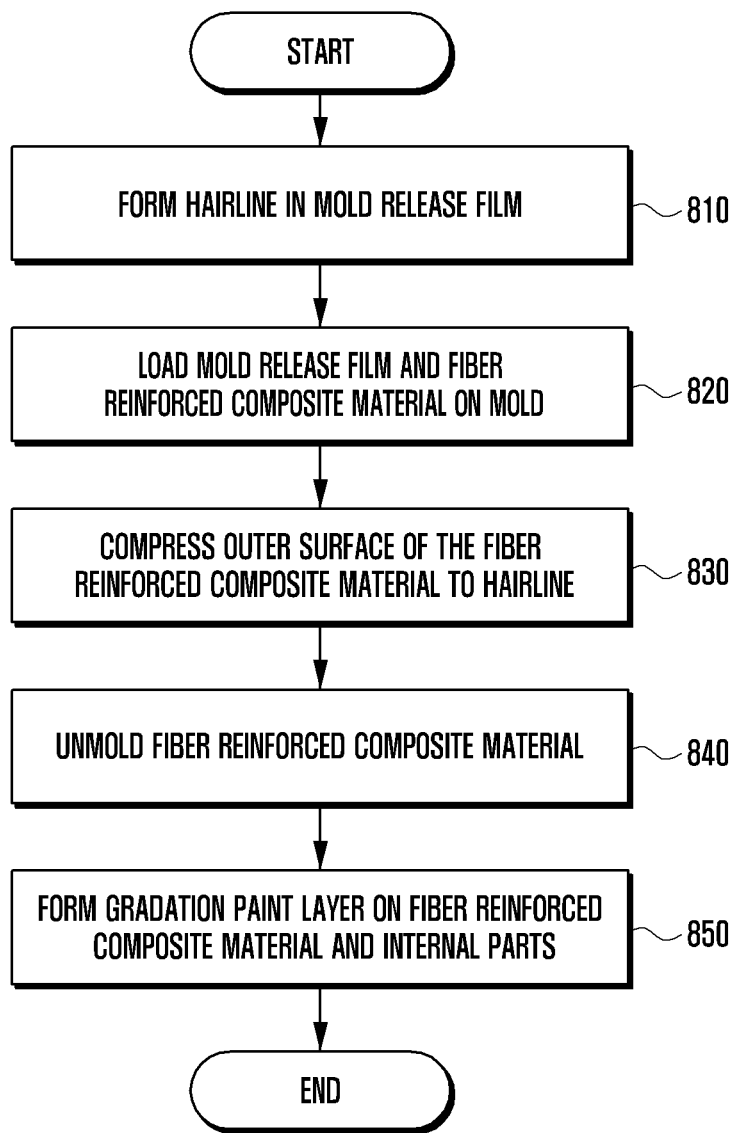 START
FORM HAIRLINE IN MOLD RELEASE FILM
810
LOAD MOLD RELEASE FILM AND FIBER
REINFORCED COMPOSITE MATERIAL ON MOLD
820
COMPRESS OUTER SURFACE OF THE FIBER
REINFORCED COMPOSITE MATERIAL TO HAIRLINE
830
UNMOLD FIBER REINFORCED COMPOSITE MATERIAL
840
FORM GRADATION PAINT LAYER ON FIBER REINFORCED
COMPOSITE MATERIAL AND INTERNAL PARTS
850
END